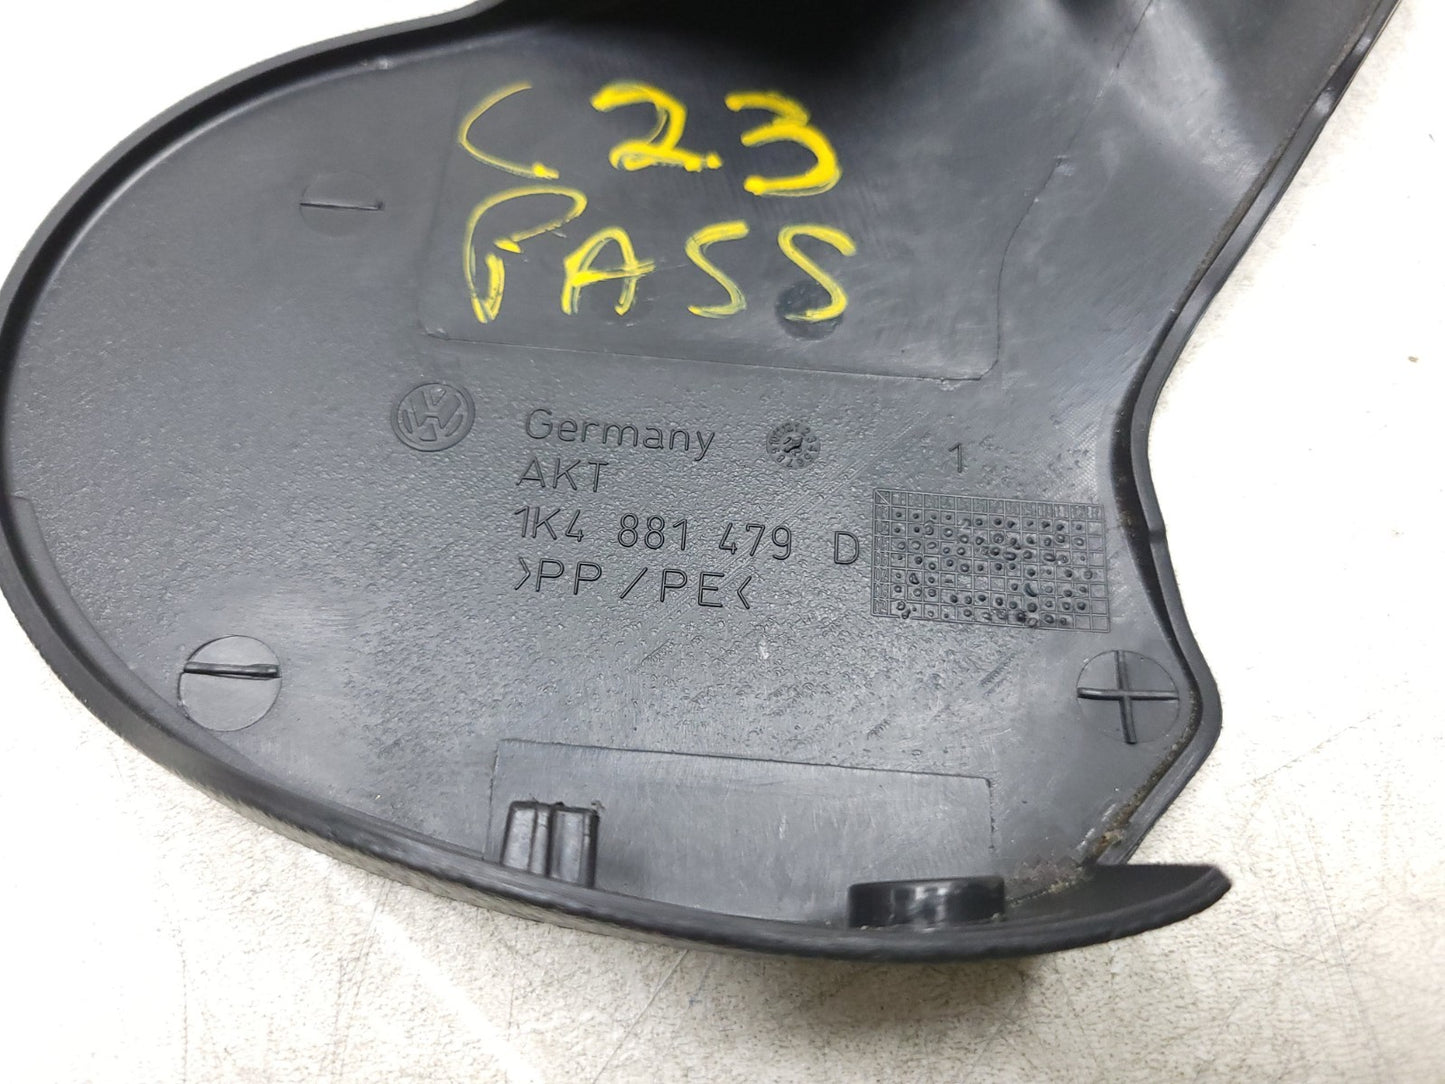 C23
PASS
Germany
AKT
1
1K4 881 479 D
>PP/PE<